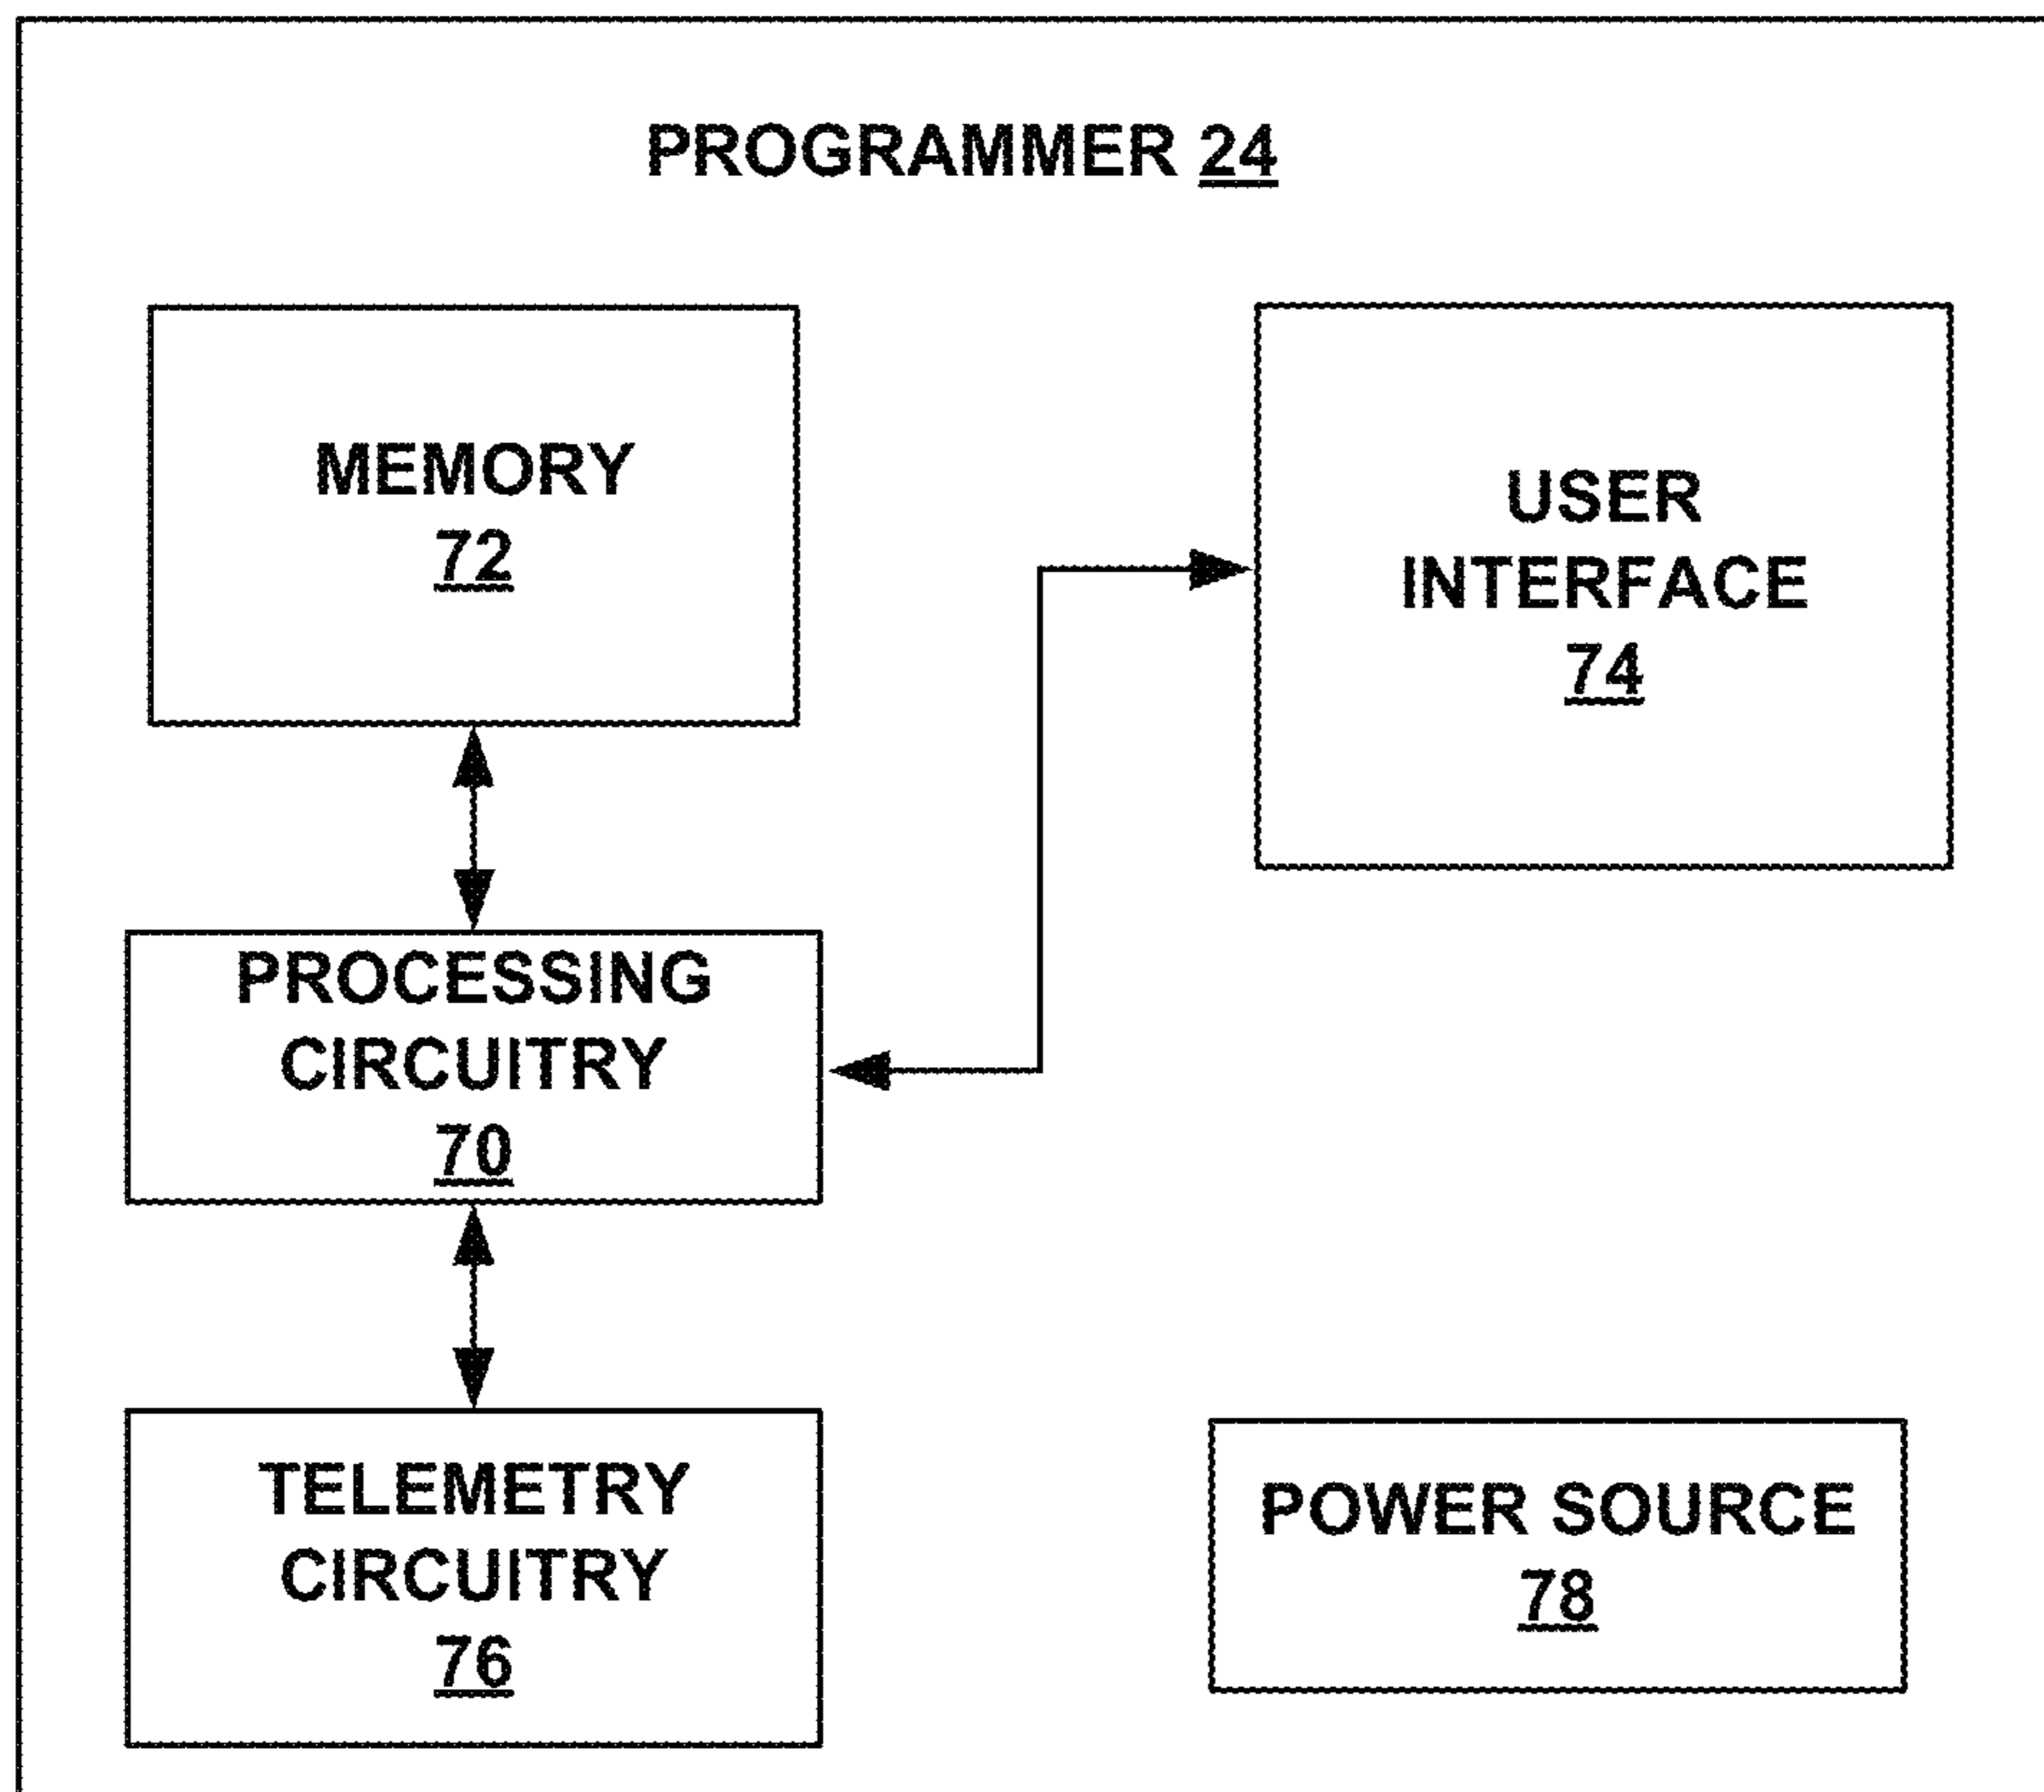 PROGRAMMER 24
MEMORY
72
USER
INTERFACE
74
PROCESSING
CIRCUITRY
70
TELEMETRY
CIRCUITRY
76
POWER SOURCE
78